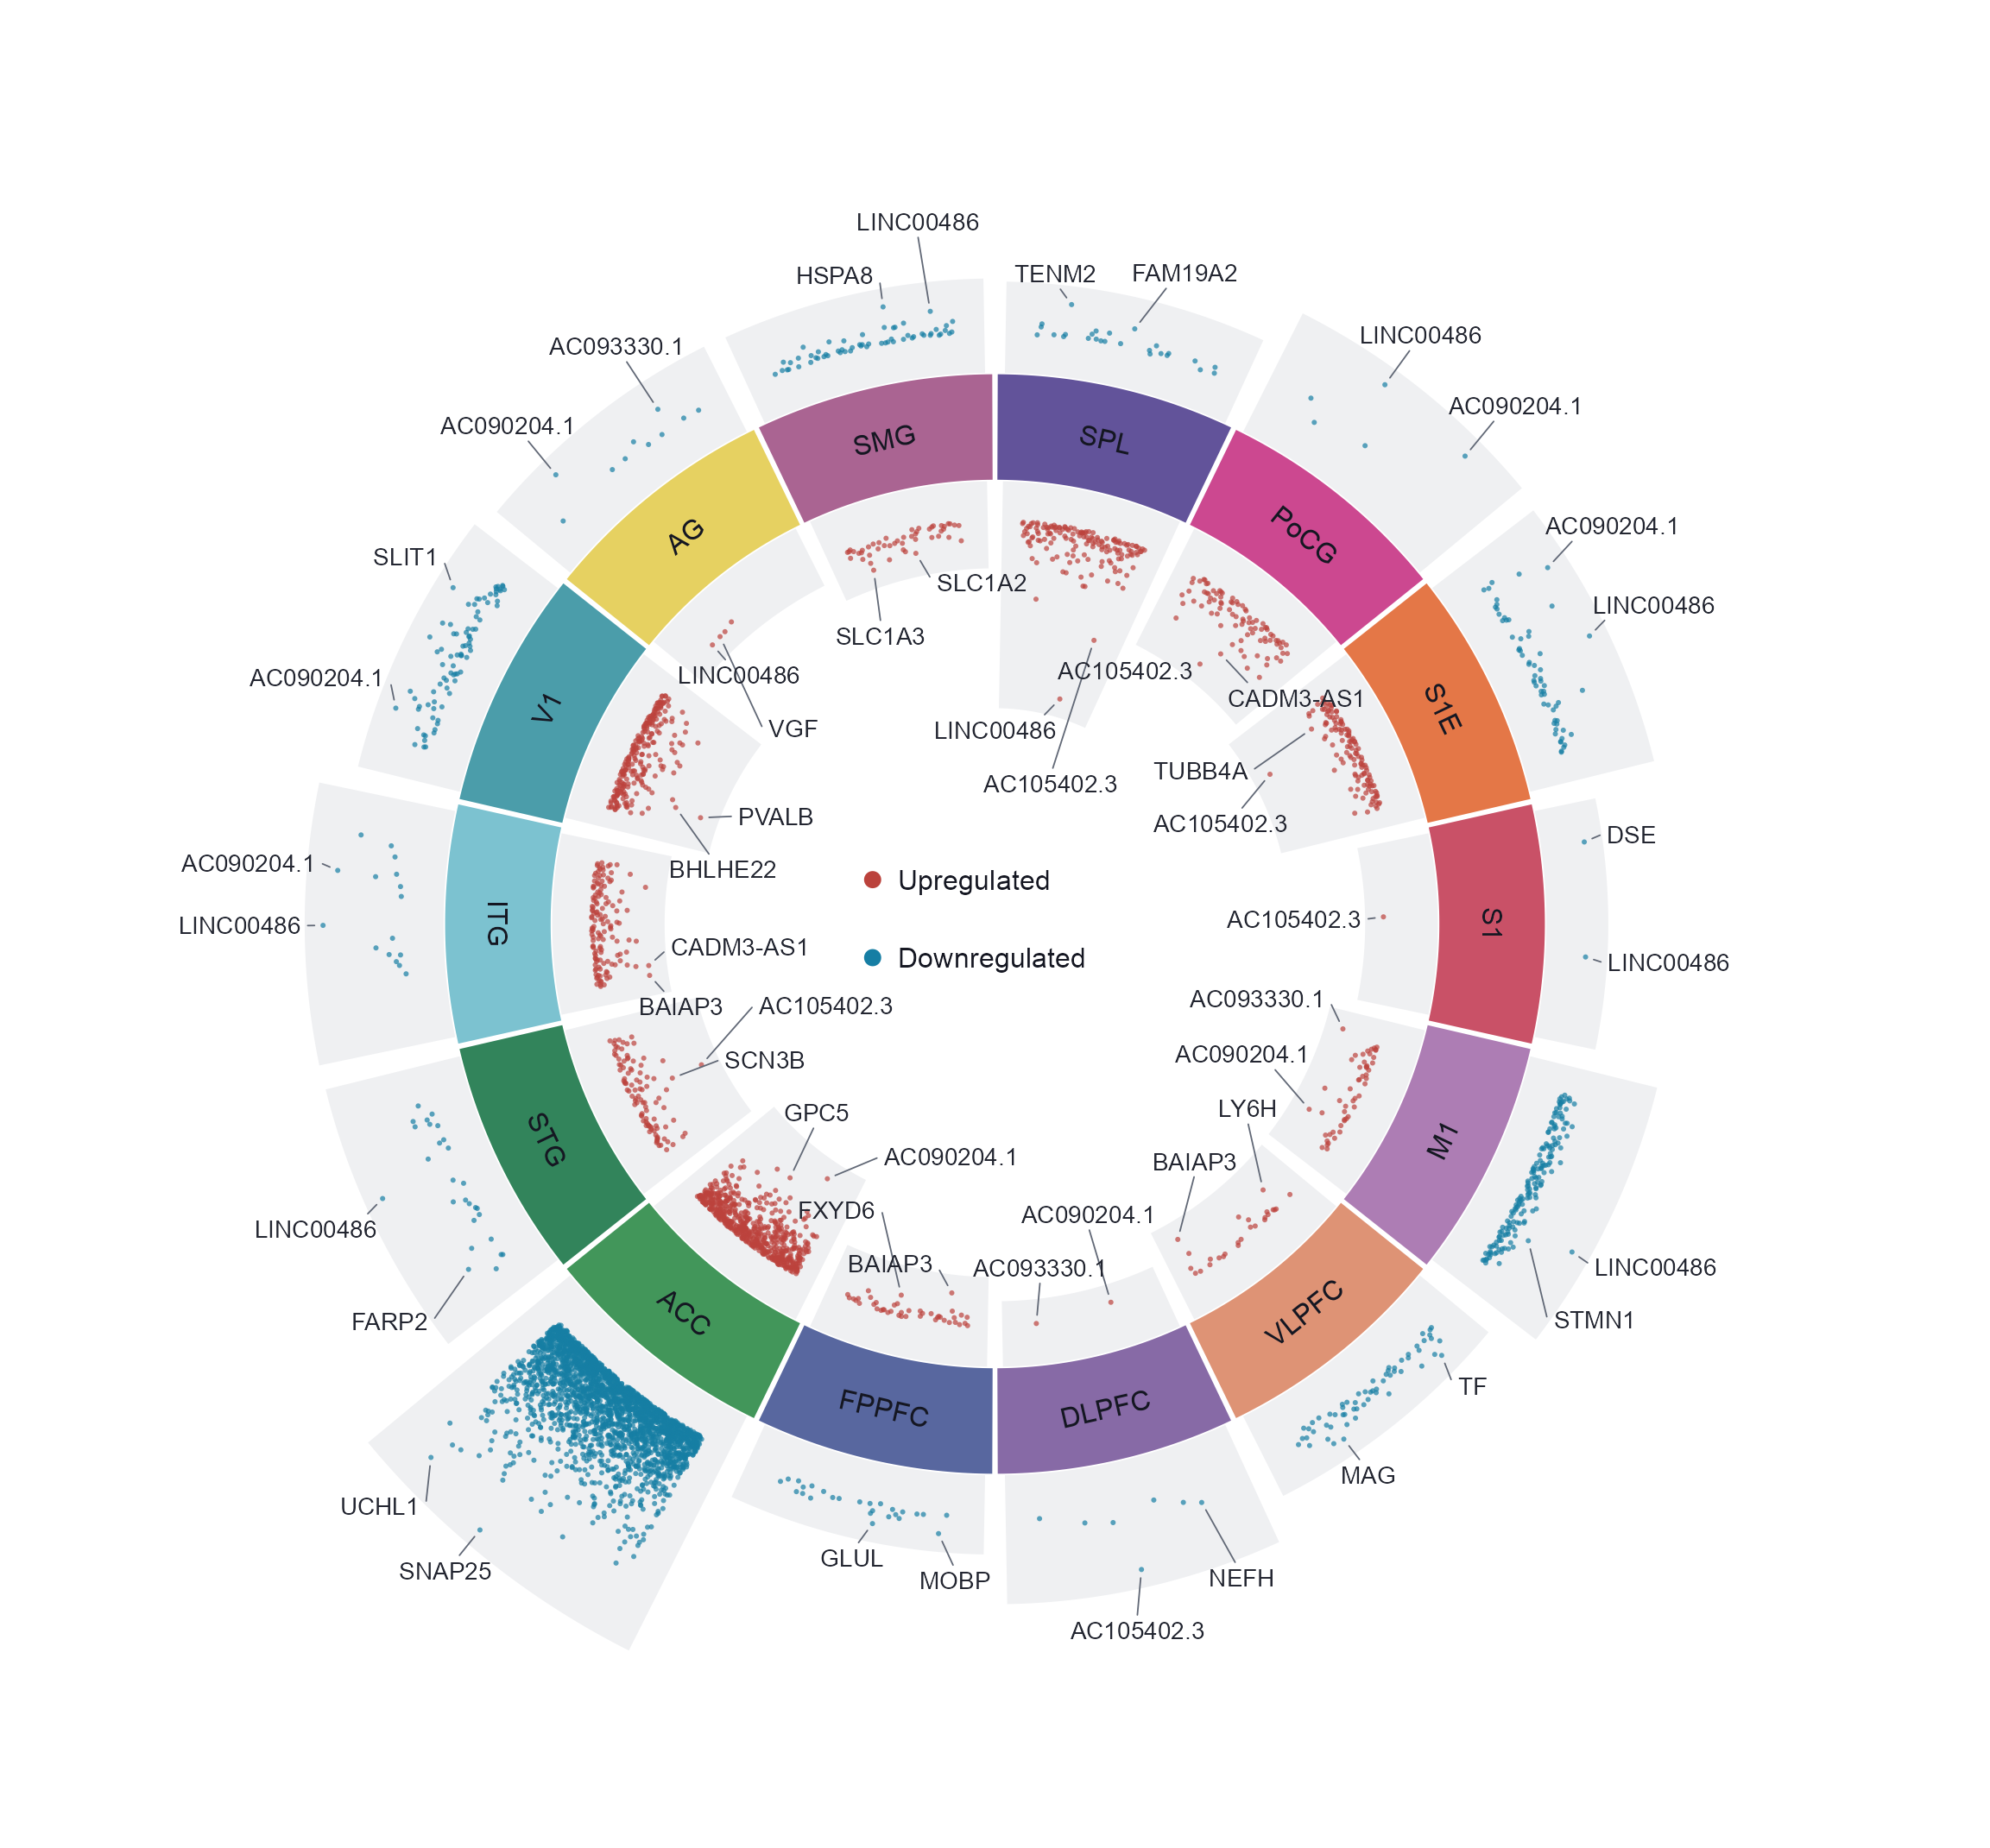 LINC00486
HSPA8
TENM2
FAM19A2
AC093330.1
LINC00486
AC090204.1
AC090204.1
SMG
SPL
AC090204.1
SLIT1
AG
PoCG
SLC1A2
LINC00486
SLC1A3
AC090204.1
LINC00486
AC105402.3
CADM3-AS1
V1
S1E
VGF
LINC00486
TUBB4A
AC105402.3
PVALB
AC105402.3
DSE
AC090204.1
BHLHE22
Upregulated
LINC00486
ITG
AC105402.3
S1
CADM3-AS1
Downregulated
LINC00486
BAIAP3
AC105402.3
AC093330.1
SCN3B
AC090204.1
GPC5
LY6H
STG
M1
AC090204.1
BAIAP3
LINC00486
FXYD6
AC090204.1
BAIAP3
AC093330.1
LINC00486
FARP2
ACC
VLPFC
STMN1
FPPFC
DLPFC
TF
UCHL1
MAG
SNAP25
GLUL
MOBP
NEFH
AC105402.3